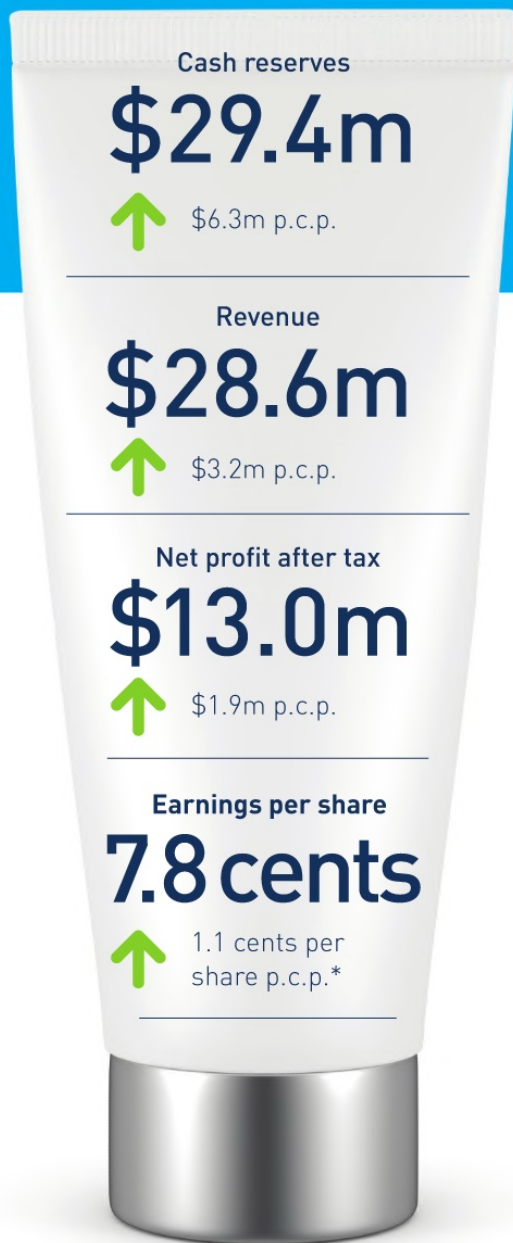 Cash reserves
$29.4m
$6.3m p.c.p.
Revenue
$28.6m
$3.2m p.c.p.
Net profit after tax
$13.0m
$1.9m p.c.p.
Earnings per share
7.8 cents
1.1 cents per
share p.c.p.*